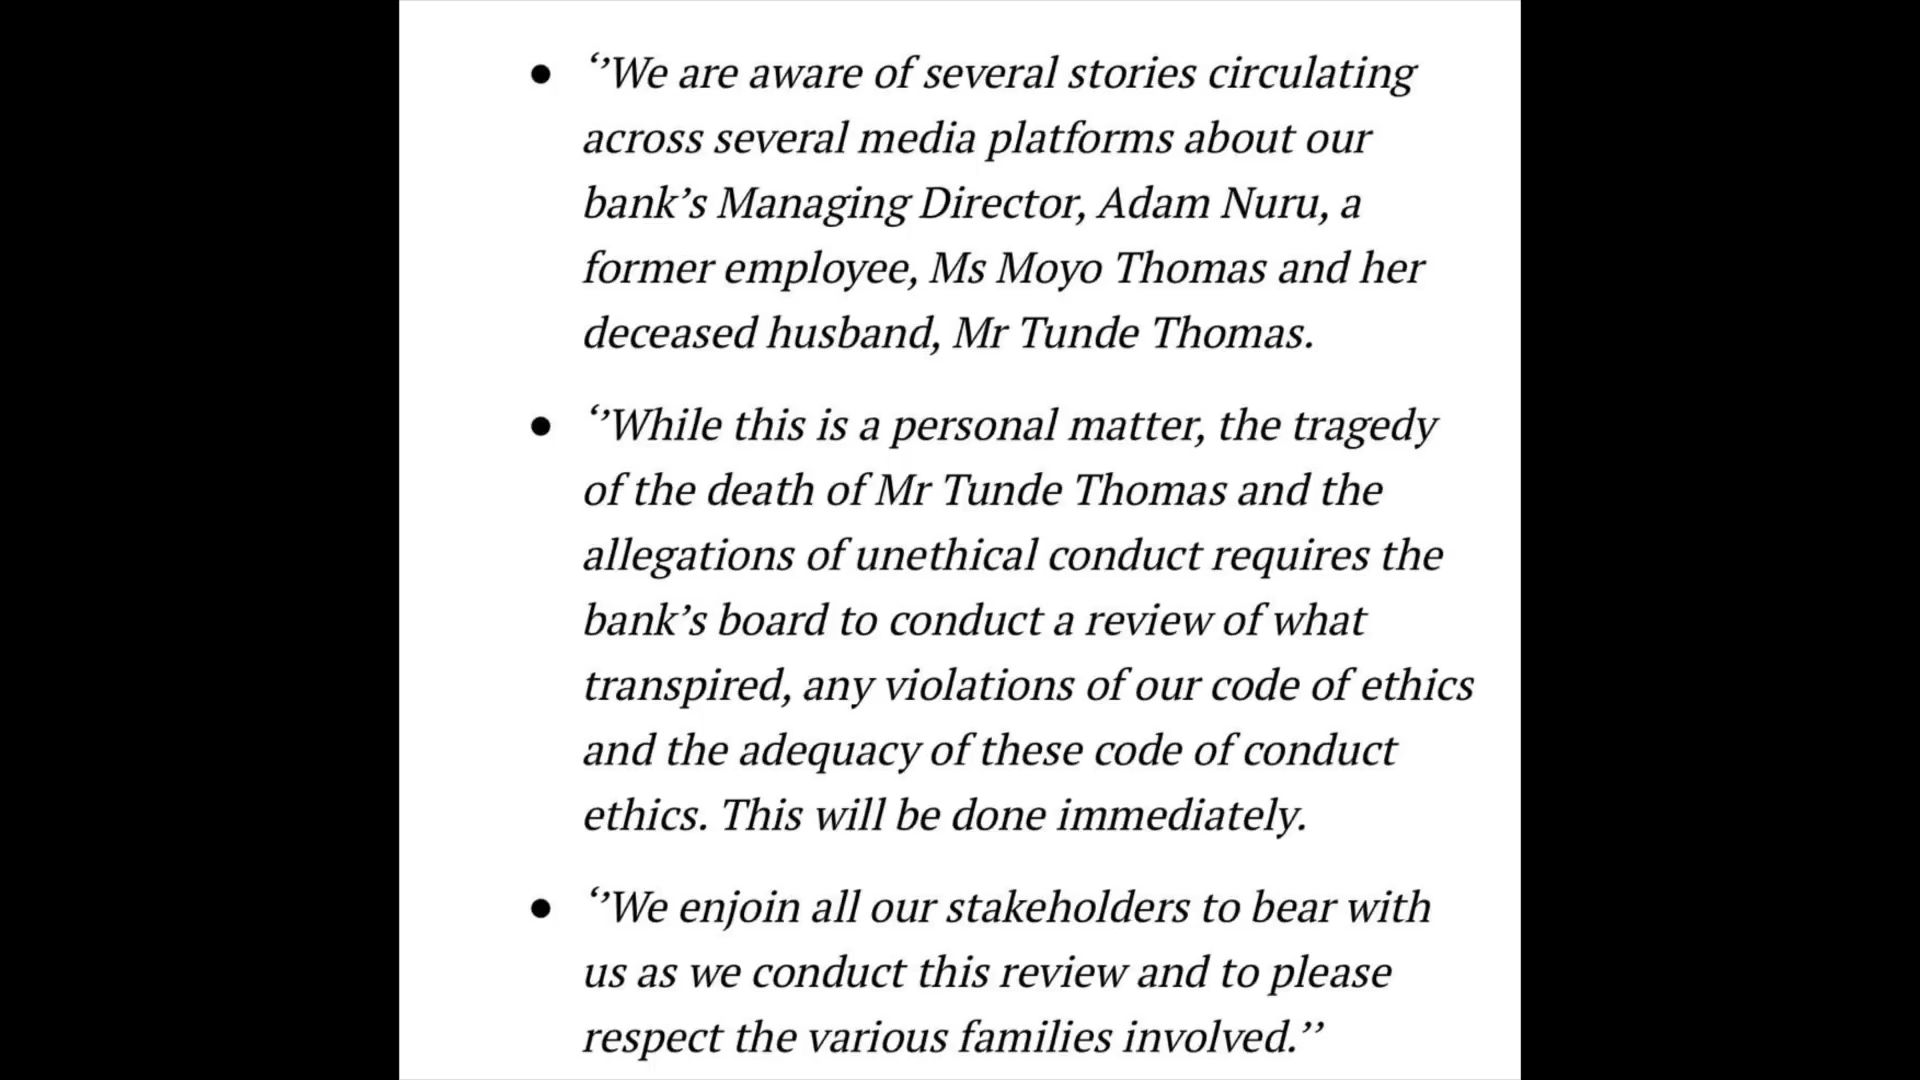 • ‘’We are aware of several stories circulating
across several media platforms about our
bank’s Managing Director, Adam Nuru, a
former employee, Ms Moyo Thomas and her
deceased husband, Mr Tunde Thomas.
• ‘’While this is a personal matter, the tragedy
of the death of Mr Tunde Thomas and the
allegations of unethical conduct requires the
bank’s board to conduct a review of what
transpired, any violations of our code of ethics
and the adequacy of these code of conduct
ethics. This will be done immediately.
• ‘’We enjoin all our stakeholders to bear with
us as we conduct this review and to please
respect the various families involved.’’